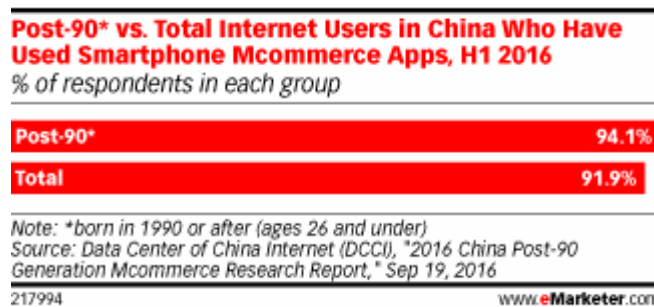 Post-90* vs. Total Internet Users in China Who Have
Used Smartphone Mcommerce Apps, H1 2016
% of respondents in each group
Post-90* 94.1%
Total 91.9%
Note: *born in 1990 or after (ages 26 and under)
Source: Data Center of China Internet (DCCI), "2016 China Post-90
Generation Mcommerce Research Report," Sep 19, 2016
217994 www.eMarketer.com